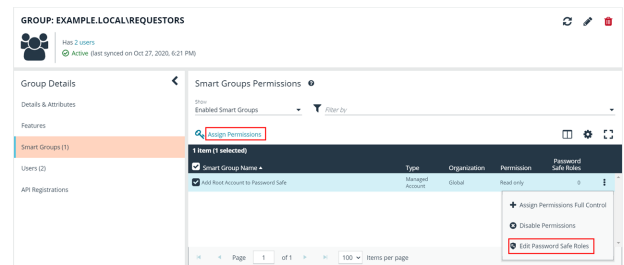 GROUP: EXAMPLE.LOCAL\REQUESTORS
Has 2 users
Active (last synced on Oct 27, 2020, 6:21 PM)
Group Details
Details & Attributes
Features
Smart Groups (1)
Users (2)
API Registrations
Smart Groups Permissions
Show
Enabled Smart Groups
Filter by
Assign Permissions
1 item (1 selected)
Smart Group Name Type Organization Permission Password Safe Roles
Add Root Account to Password Safe Managed Account Global Read only 0
Assign Permissions Full Control
Disable Permissions
Edit Password Safe Roles
Page 1 of 1 100 Items per page